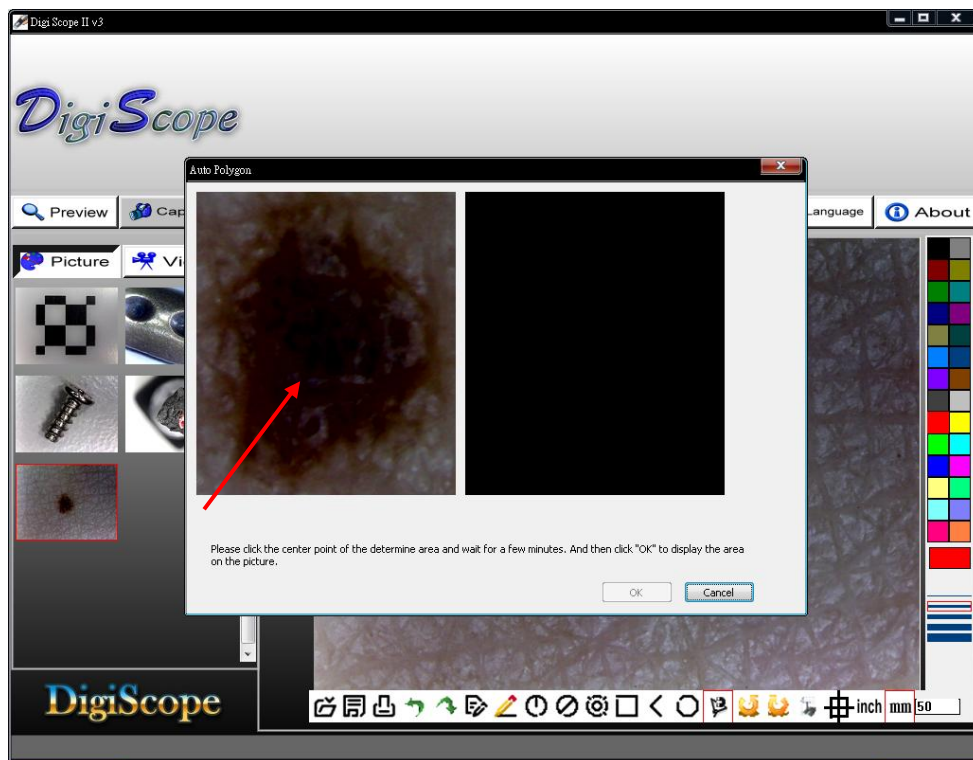 Digi Scope II v3
DigiScope
Auto Polygon
Preview
Cap
Language
About
Picture
Vi
Please click the center point of the determine area and wait for a few minutes. And then click "OK" to display the area
on the picture.
OK
Cancel
DigiScope
inch
mm
50